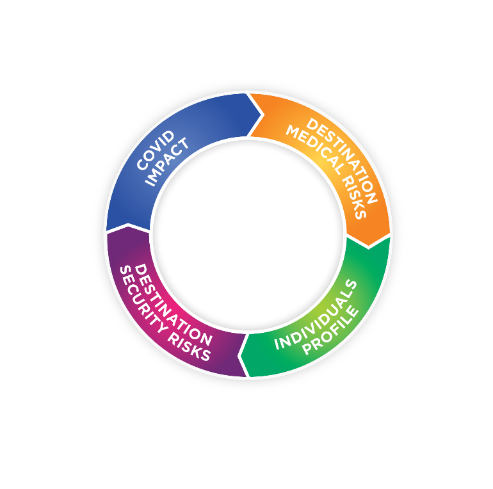 COVID
IMPACT
DESTINATION
MEDICAL RISKS
INDIVIDUALS
PROFILE
DESTINATION
SECURITY RISKS